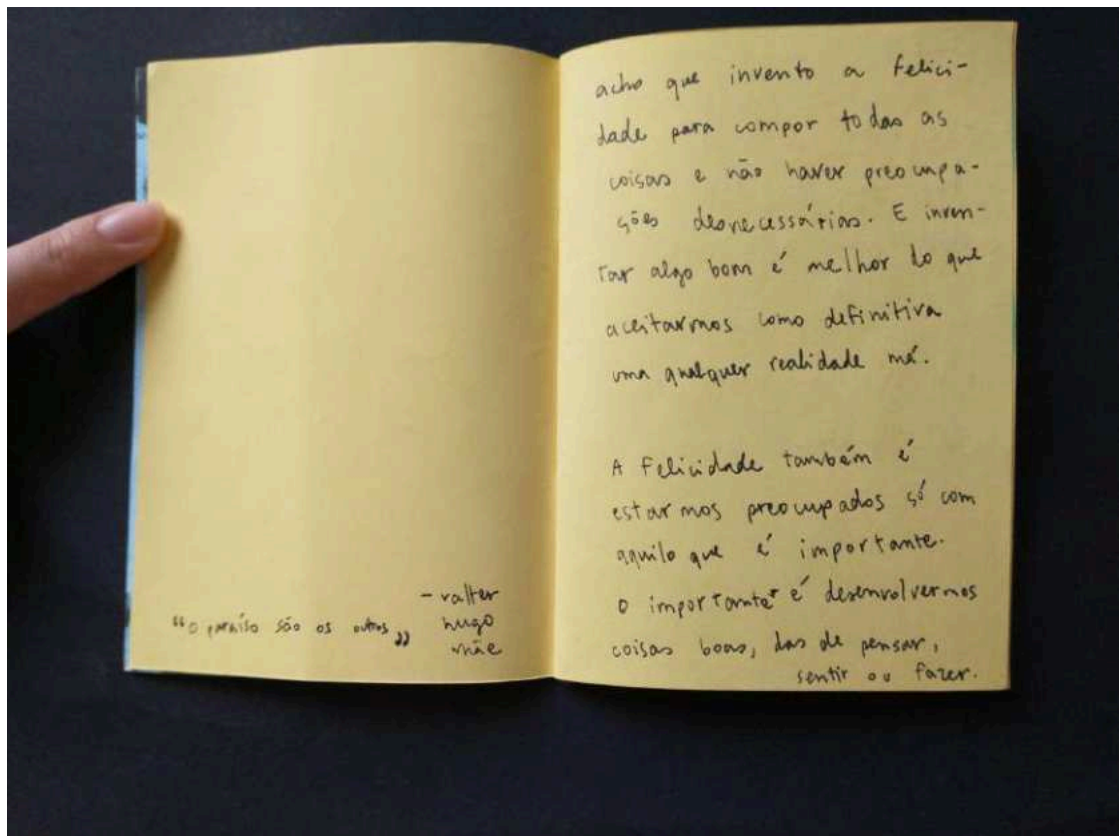 "o paraíso são os outros"
- valter
hugo
mãe
acho que invento a felici-
dade para compor todas as
coisas e não haver preocupa-
ções desnecessárias. E inven-
tar algo bom é melhor do que
aceitarmos como definitiva
uma qualquer realidade má.
A felicidade também é
estarmos preocupados só com
aquilo que é importante.
O importante é desenvolvermos
coisas boas, das de pensar,
sentir ou fazer.